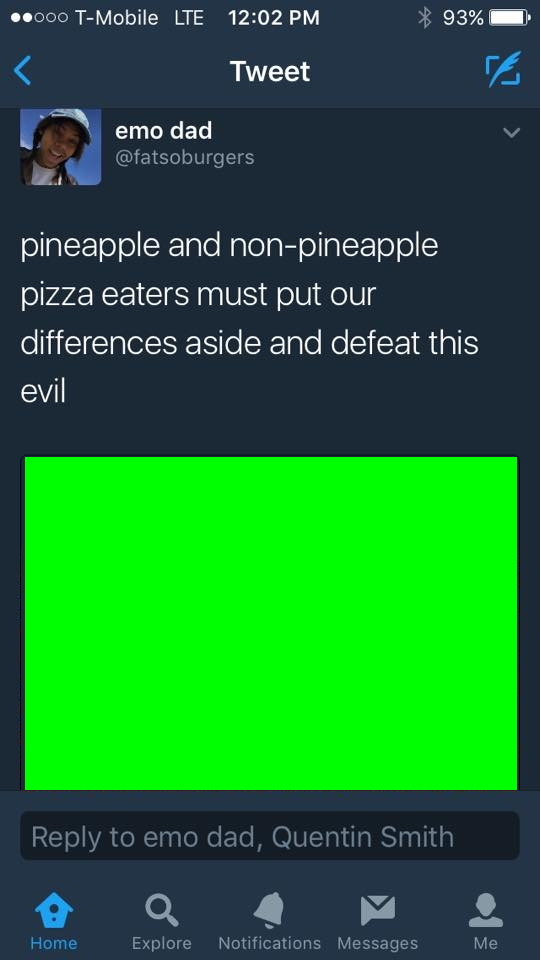 T-Mobile LTE 12:02 PM 93%
Tweet
emo dad
@fatsoburgers
pineapple and non-pineapple
pizza eaters must put our
differences aside and defeat this
evil
Reply to emo dad, Quentin Smith
Home Explore Notifications Messages Me